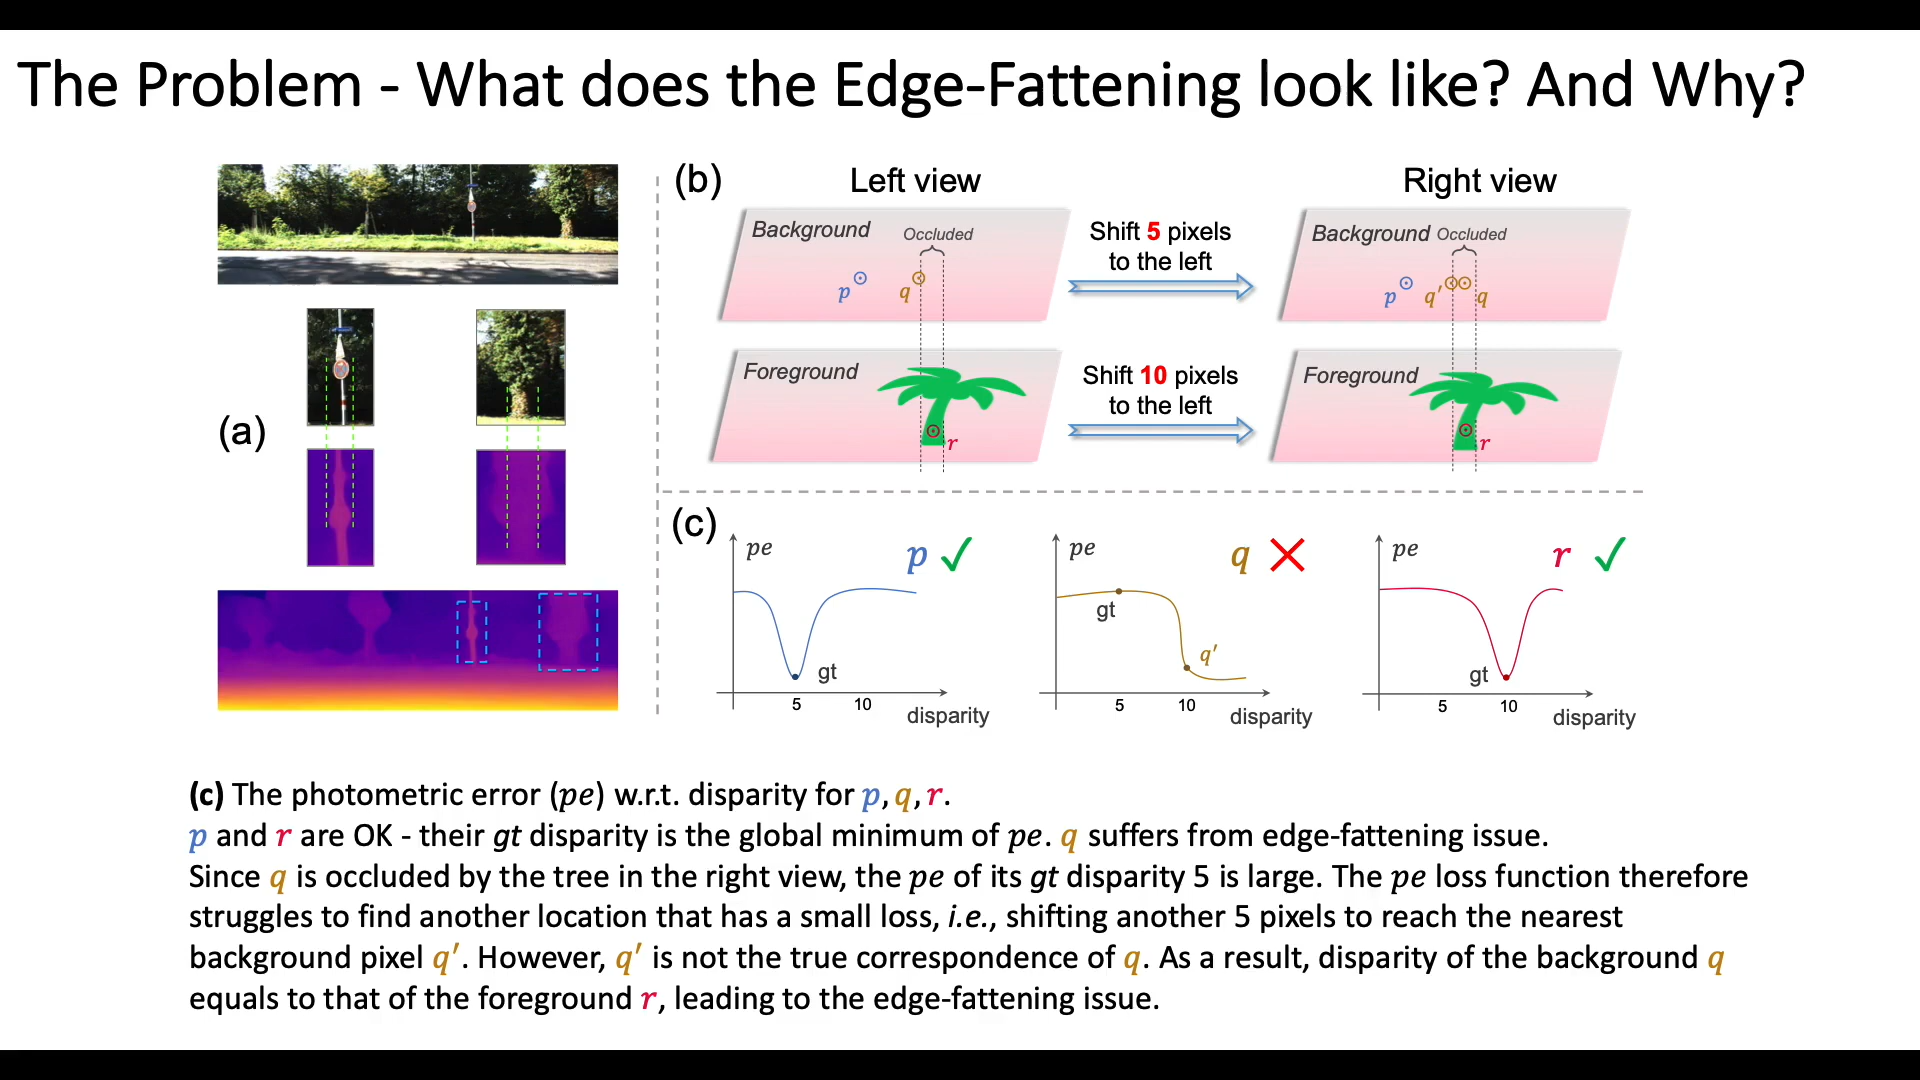 The Problem - What does the Edge-Fattening look like? And Why?
(a)
(b)
Left view
Right view
Background
Occluded
p
q
Shift 5 pixels
to the left
Background
Occluded
p
q′
q
Foreground
r
Shift 10 pixels
to the left
Foreground
r
(c)
pe
p
gt
5
10
disparity
pe
q
gt
q′
5
10
disparity
pe
r
gt
5
10
disparity
(c) The photometric error (pe) w.r.t. disparity for p, q, r.
p and r are OK - their gt disparity is the global minimum of pe. q suffers from edge-fattening issue.
Since q is occluded by the tree in the right view, the pe of its gt disparity 5 is large. The pe loss function therefore
struggles to find another location that has a small loss, i.e., shifting another 5 pixels to reach the nearest
background pixel q′. However, q′ is not the true correspondence of q. As a result, disparity of the background q
equals to that of the foreground r, leading to the edge-fattening issue.